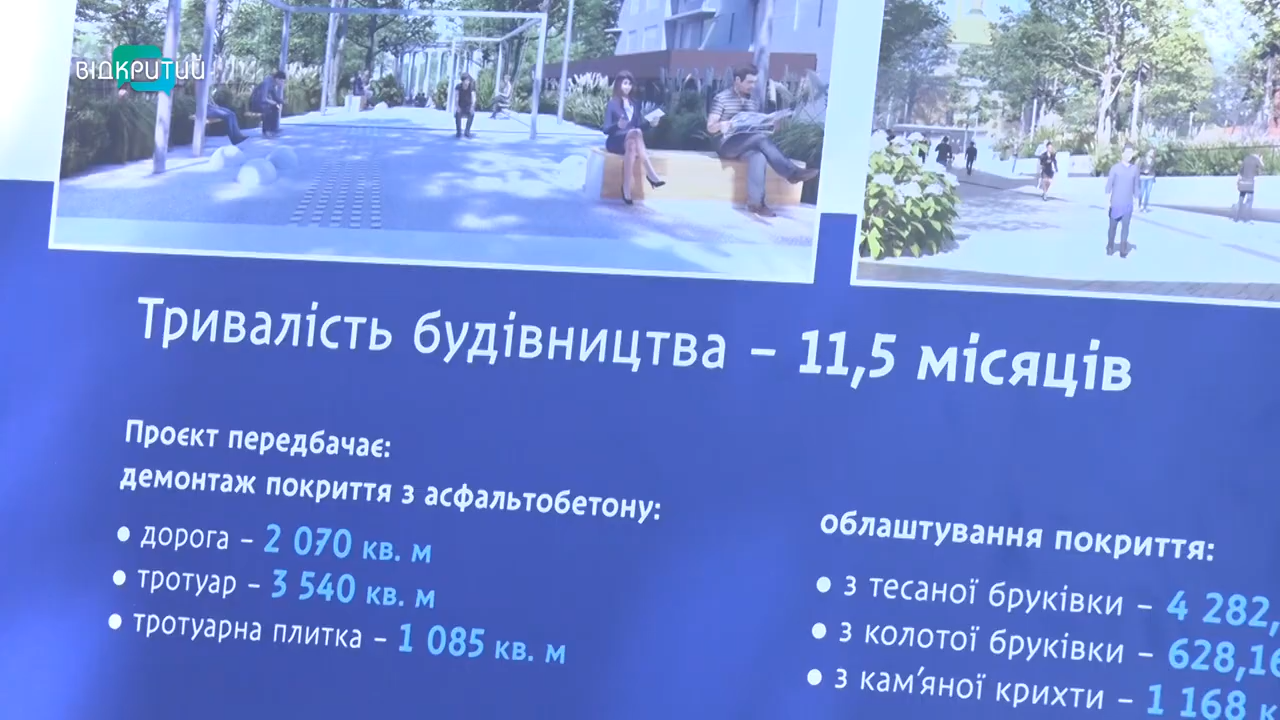 ВІДКРИТИЙ
Тривалість будівництва – 11,5 місяців
Проєкт передбачає:
демонтаж покриття з асфальтобетону:
• дорога – 2 070 кв. м
• тротуар – 3 540 кв. м
• тротуарна плитка – 1 085 кв. м
облаштування покриття:
• з тесаної бруківки – 4 282,
• з колотої бруківки – 628,16
• з кам'яної крихти – 1 168 к